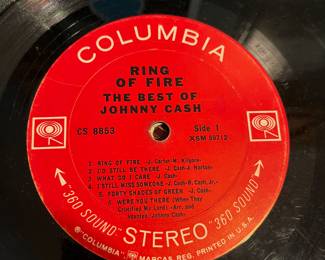 COLUMBIA
RING
OF FIRE
THE BEST OF
JOHNNY CASH
CS 8853
Side 1
XSM 59712
1 RING OF FIRE -J. Carter-M. Kilgore-
2 I'D STILL BE THERE -J. Cash-J. Horton-
3 WHAT DO I CARE -J. Cash-
4 I STILL MISS SOMEONE -J. Cash-R. Cash, Jr.-
5 FORTY SHADES OF GREEN -J. Cash-
6 WERE YOU THERE (When They
Crucified My Lord) -Arr. and
Adapted: Johnny Cash-
"360 SOUND" STEREO "360 SOUND"
®"COLUMBIA", MARCAS REG. PRINTED IN U.S.A.